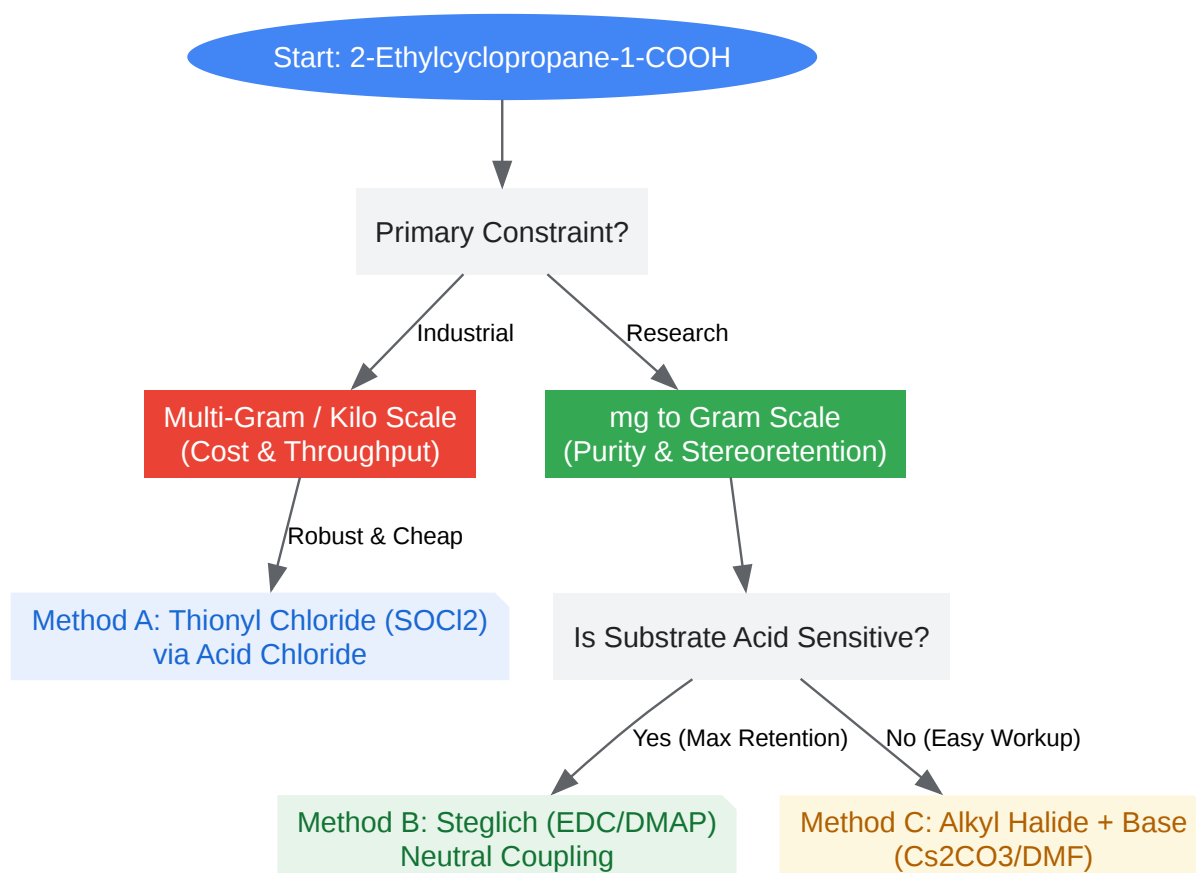 Start: 2-Ethylcyclopropane-1-COOH
Primary Constraint?
Industrial
Research
Multi-Gram / Kilo Scale
(Cost & Throughput)
mg to Gram Scale
(Purity & Stereoretention)
Robust & Cheap
Method A: Thionyl Chloride (SOCl2)
via Acid Chloride
Is Substrate Acid Sensitive?
Yes (Max Retention)
No (Easy Workup)
Method B: Steglich (EDC/DMAP)
Neutral Coupling
Method C: Alkyl Halide + Base
(Cs2CO3/DMF)